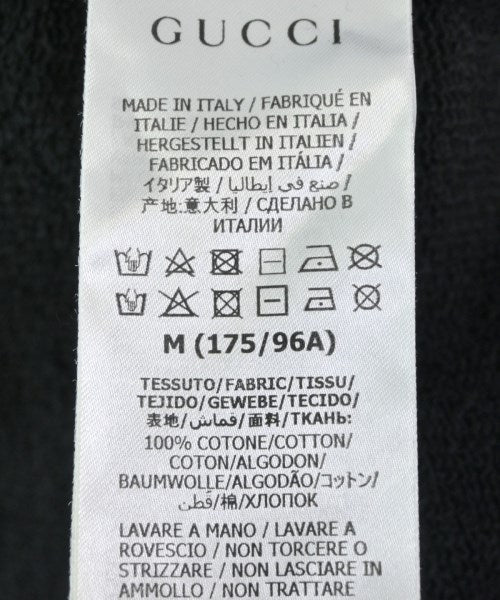 GUCCI
MADE IN ITALY / FABRIQUÉ EN
ITALIE / HECHO EN ITALIA /
HERGESTELLT IN ITALIEN /
FABRICADO EM ITÁLIA /
イタリア製 / صنع في إيطاليا /
产地:意大利 / СДЕЛАНО В
ИТАЛИИ
M (175/96A)
TESSUTO/FABRIC/TISSU/
TEJIDO/GEWEBE/TECIDO/
表地/قماش/面料/ТКАНЬ:
100% COTONE/COTTON/
COTON/ALGODON/
BAUMWOLLE/ALGODÃO/コットン/
قطن/棉/ХЛОПОК
LAVARE A MANO / LAVARE A
ROVESCIO / NON TORCERE O
STRIZZARE / NON LASCIARE IN
AMMOLLO / NON TRATTARE